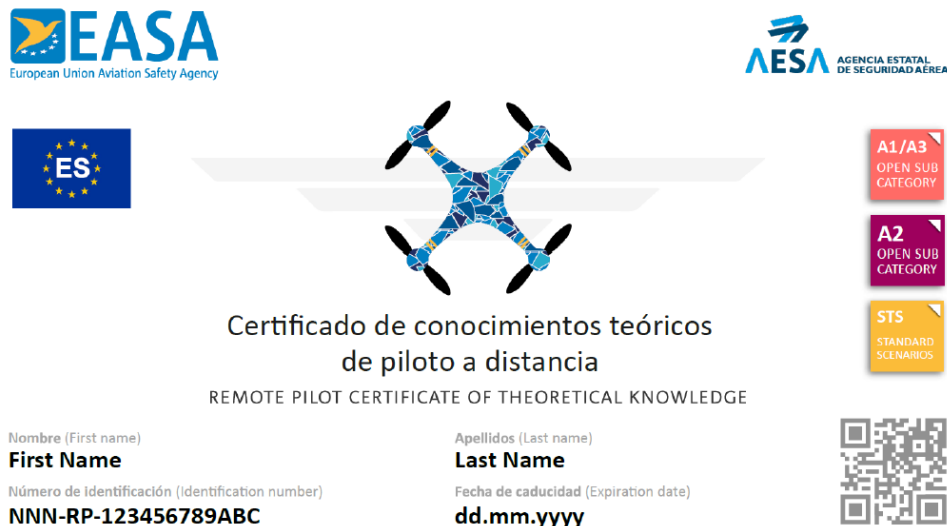 EASA
European Union Aviation Safety Agency
AESA AGENCIA ESTATAL
DE SEGURIDAD AÉREA
ES
A1/A3
OPEN SUB
CATEGORY
A2
OPEN SUB
CATEGORY
STS
STANDARD
SCENARIOS
Certificado de conocimientos teóricos
de piloto a distancia
REMOTE PILOT CERTIFICATE OF THEORETICAL KNOWLEDGE
Nombre (First name)
First Name
Apellidos (Last name)
Last Name
Número de identificación (Identification number)
NNN-RP-123456789ABC
Fecha de caducidad (Expiration date)
dd.mm.yyyy